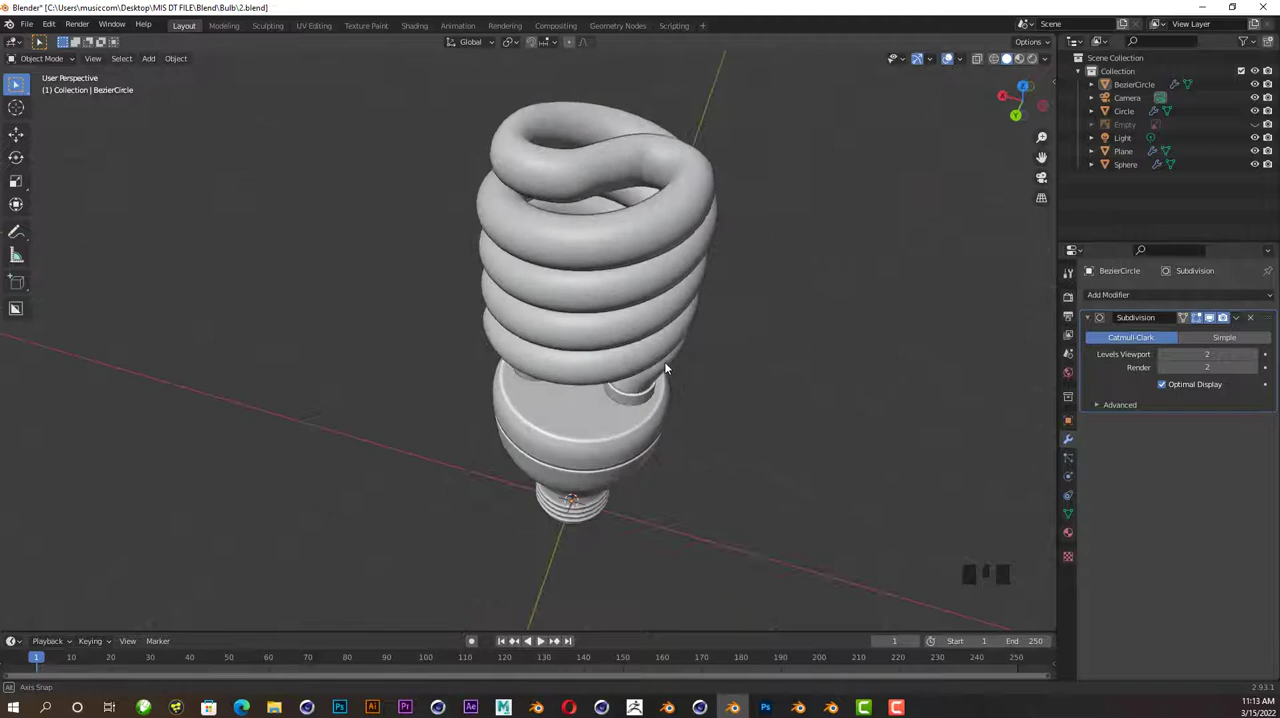 Blender* [C:\Users\musiccom\Desktop\MIS DT FILE\Blend\Bulb\2.blend]
File Edit Render Window Help Layout Modeling Sculpting UV Editing Texture Paint Shading Animation Rendering Compositing Geometry Nodes Scripting + Scene View Layer
Global Options
Object Mode View Select Add Object
User Perspective
(1) Collection | BezierCircle
Scene Collection
Collection
BezierCircle
Camera
Circle
Empty
Light
Plane
Sphere
X
Y
Z
BezierCircle Subdivision
Add Modifier
Subdivision
Catmull-Clark Simple
Levels Viewport 2
Render 2
Optimal Display
Advanced
Playback Keying View Marker 1 Start 1 End 250
1 10 20 30 40 50 60 70 80 90 100 110 120 130 140 150 160 170 180 190 200 210 220 230 240 250
Axis Snap 2.93.1
Ps Ai Pr Ae M Ps
11:13 AM
3/15/2022